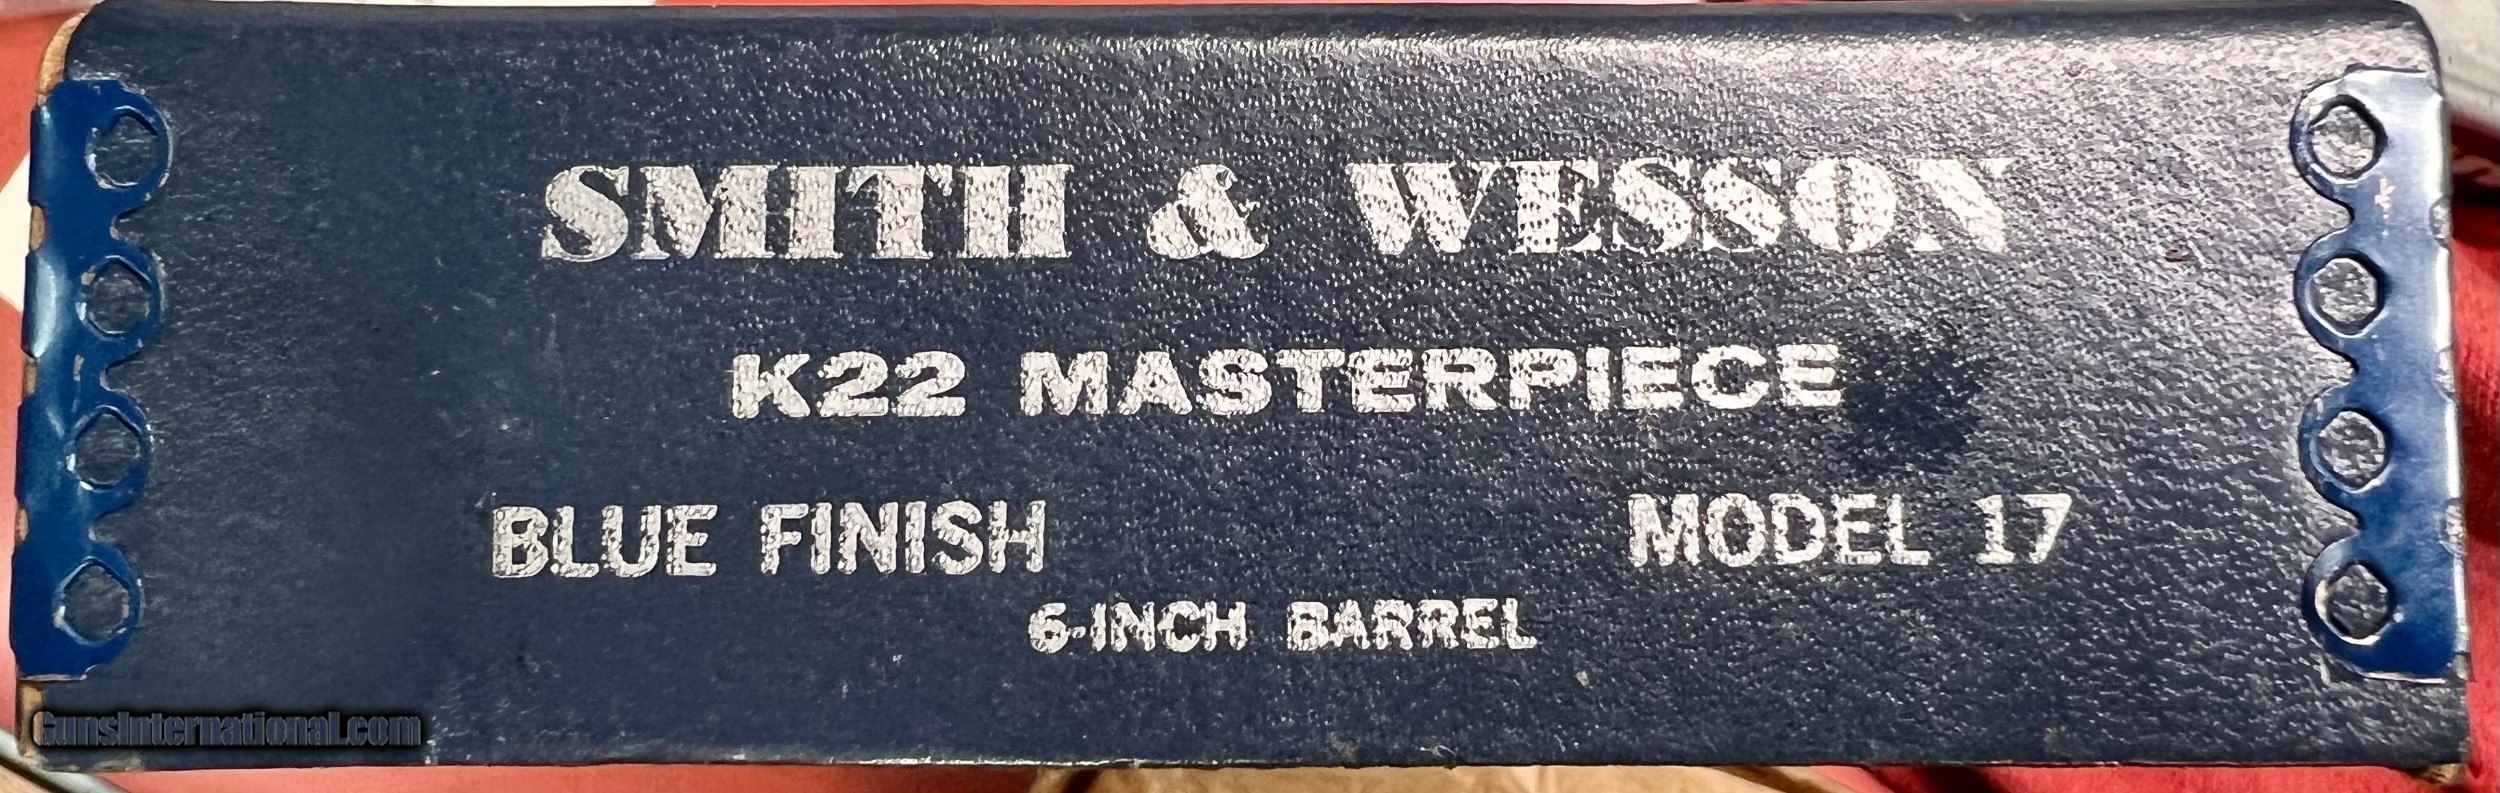 SMITH & WESSON
K22 MASTERPIECE
BLUE FINISH MODEL 17
6-INCH BARREL
GunsInternational.com